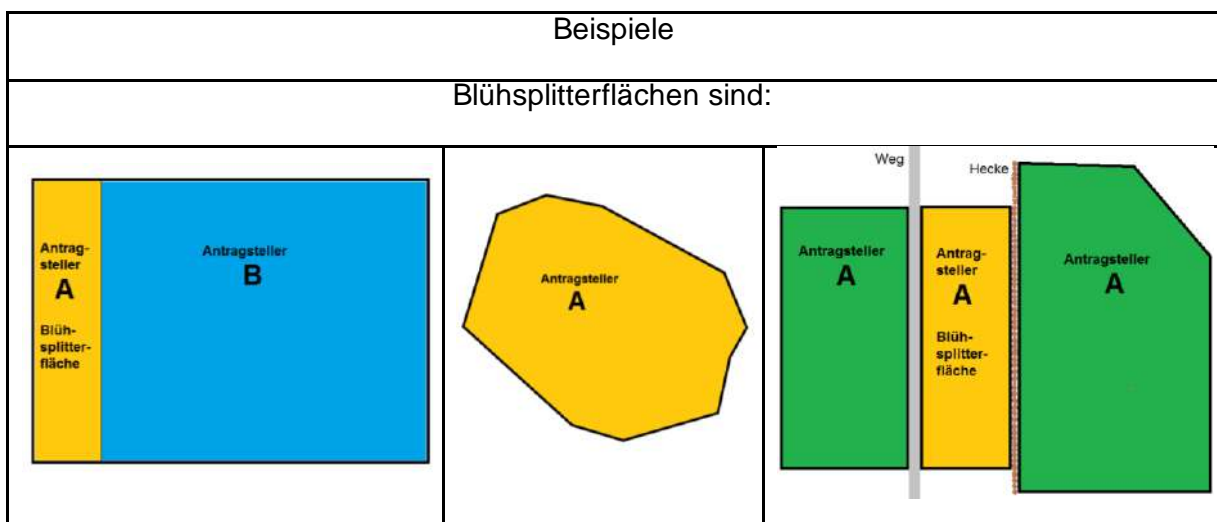 Beispiele
Blühsplitterflächen sind:
Antrag-
steller
A
Blüh-
splitter-
fläche
Antragsteller
B
Antragsteller
A
Weg
Hecke
Antragsteller
A
Antrag-
steller
A
Blüh-
splitter-
fläche
Antragsteller
A